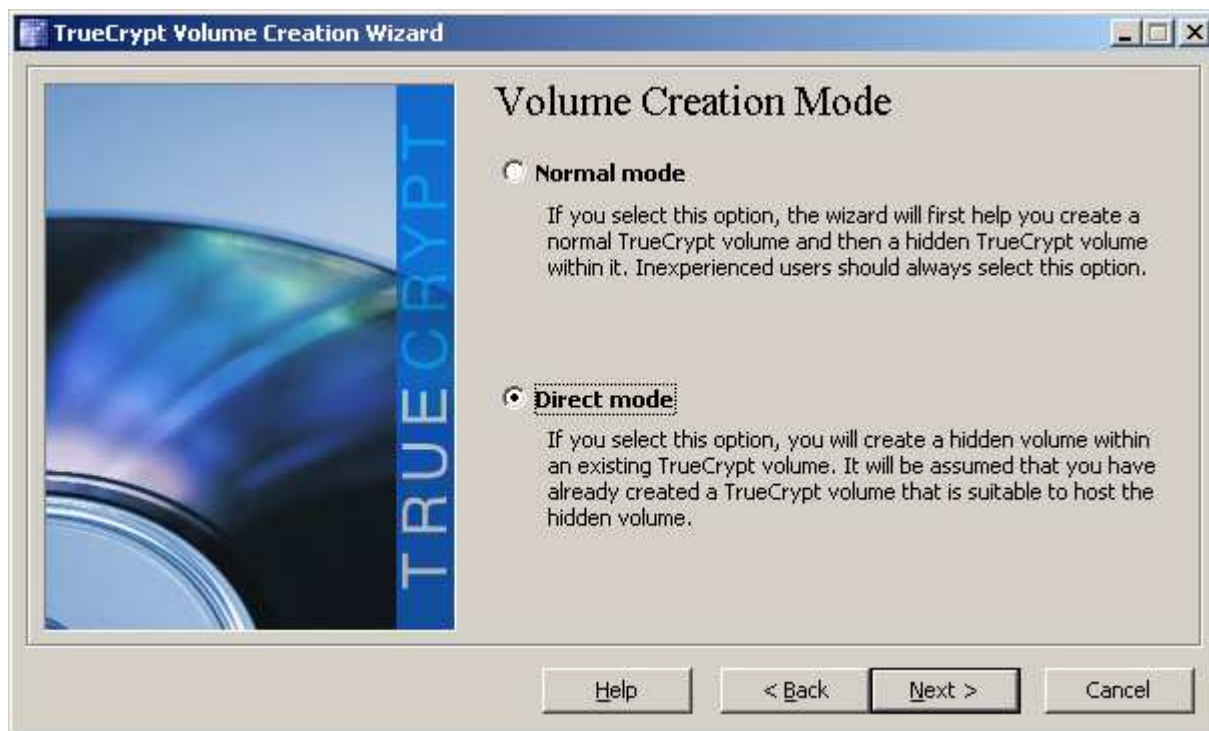 TrueCrypt Volume Creation Wizard
TRUECRYPT
Volume Creation Mode
Normal mode
If you select this option, the wizard will first help you create a
normal TrueCrypt volume and then a hidden TrueCrypt volume
within it. Inexperienced users should always select this option.
Direct mode
If you select this option, you will create a hidden volume within
an existing TrueCrypt volume. It will be assumed that you have
already created a TrueCrypt volume that is suitable to host the
hidden volume.
Help
< Back
Next >
Cancel